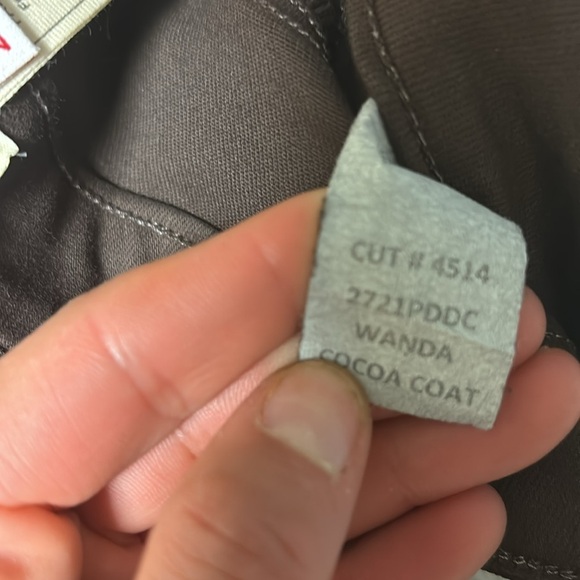 CUT # 4514
2721PDDC
WANDA
COCOA COAT